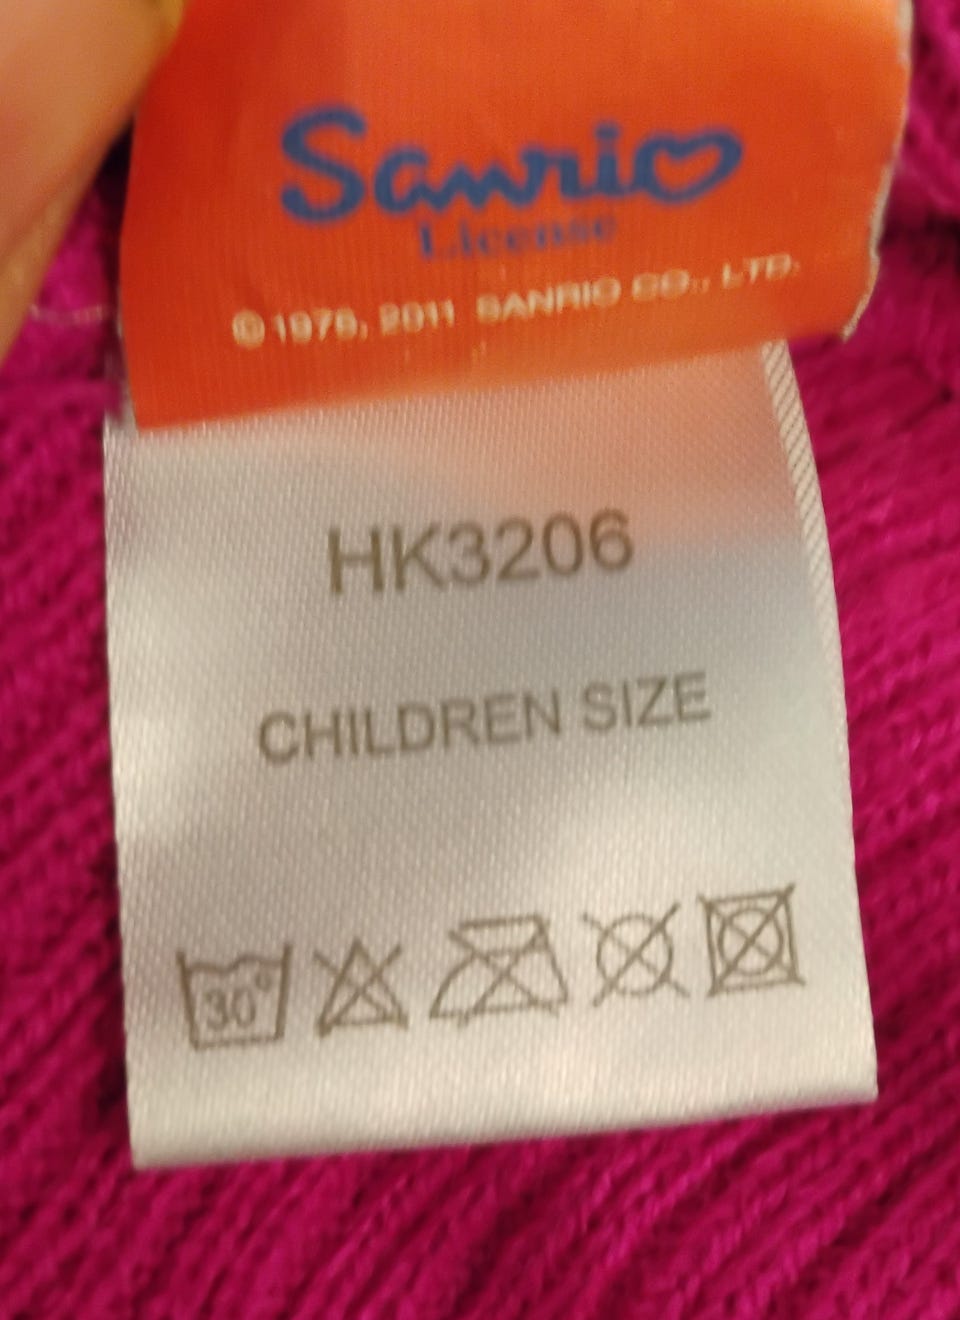 Sanrio
License
©1976, 2011 SANRIO CO., LTD.
HK3206
CHILDREN SIZE
30°